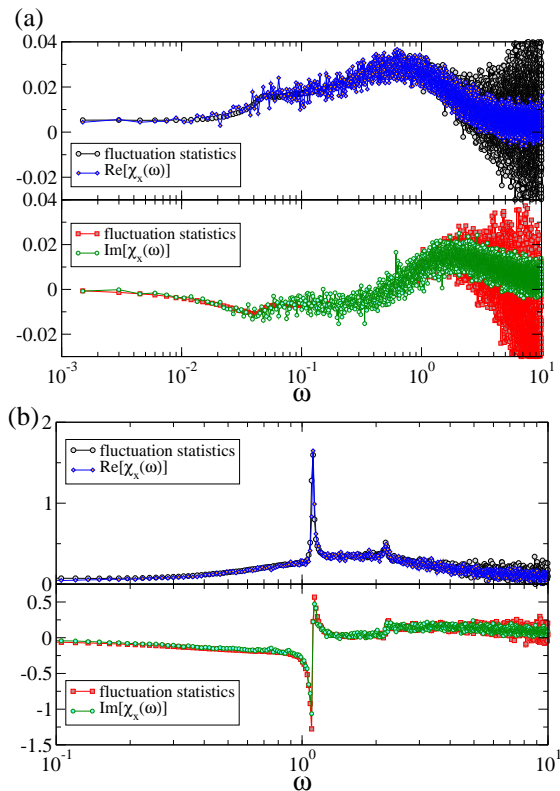 (a)
0.04
0.02
0
-0.02
fluctuation statistics
Re[χₓ(ω)]
0.04
0.02
0
-0.02
fluctuation statistics
Im[χₓ(ω)]
10⁻³ 10⁻² 10⁻¹ 10⁰ 10¹
ω
(b)
2
1
0
fluctuation statistics
Re[χₓ(ω)]
0.5
0
-0.5
-1
-1.5
fluctuation statistics
Im[χₓ(ω)]
10⁻¹ 10⁰ 10¹
ω